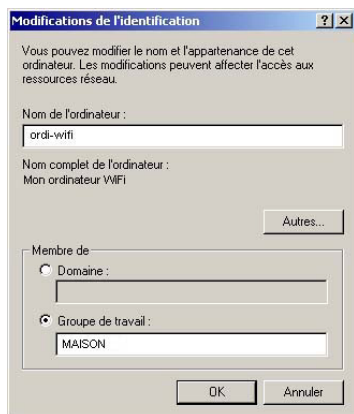 Modifications de l'identification
Vous pouvez modifier le nom et l'appartenance de cet
ordinateur. Les modifications peuvent affecter l'accès aux
ressources réseau.
Nom de l'ordinateur :
ordi-wifi
Nom complet de l'ordinateur :
Mon ordinateur WiFi
Autres...
Membre de
Domaine :
Groupe de travail :
MAISON
OK
Annuler